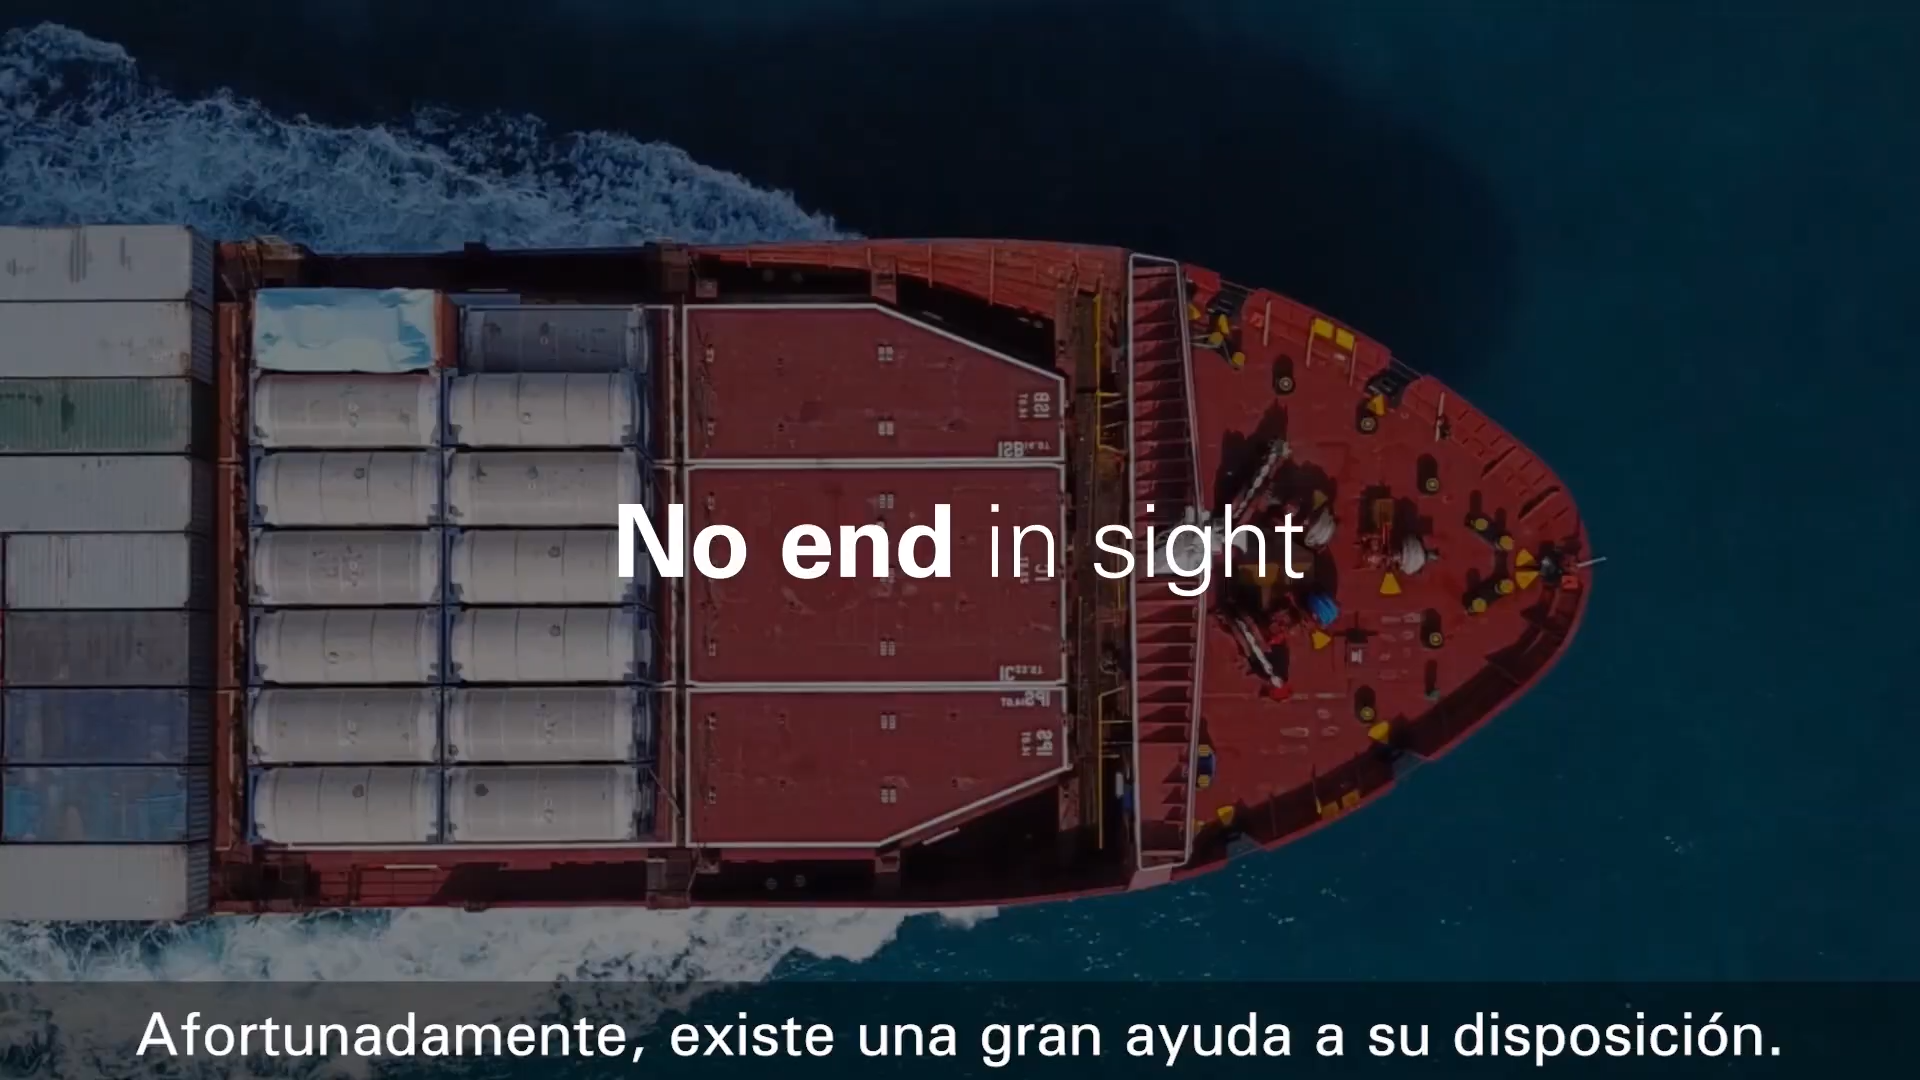 No end in sight
Afortunadamente, existe una gran ayuda a su disposición.